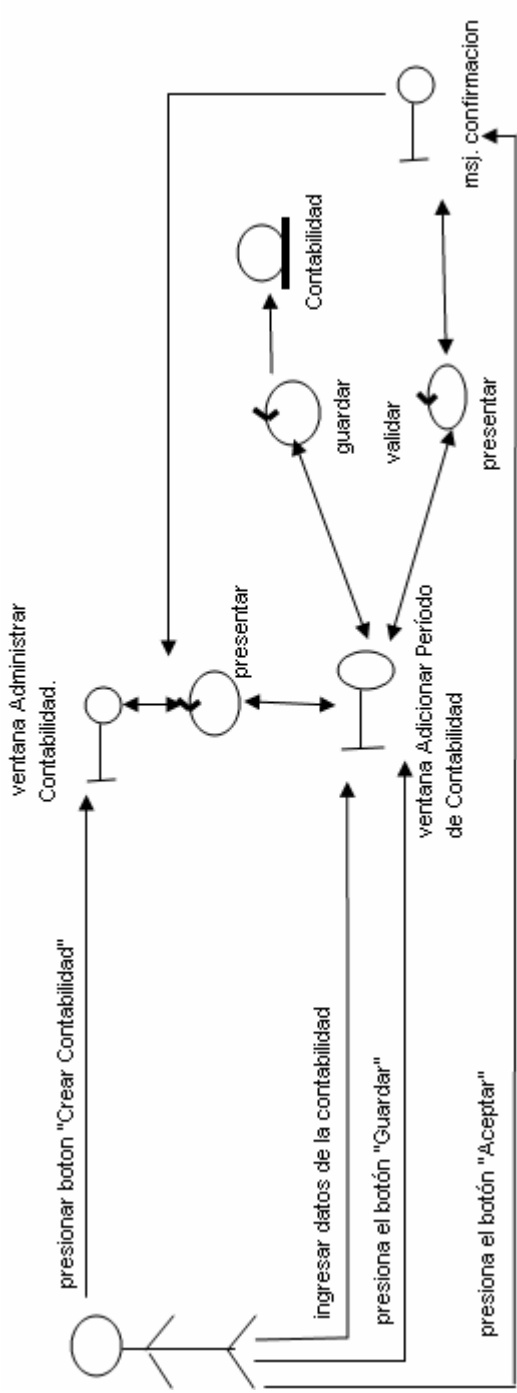 presionar boton "Crear Contabilidad"
ventana Administrar
Contabilidad.
presentar
ingresar datos de la contabilidad
presiona el botón "Guardar"
ventana Adicionar Período
de Contabilidad
guardar
Contabilidad
validar
presentar
msj. confirmacion
presiona el botón "Aceptar"